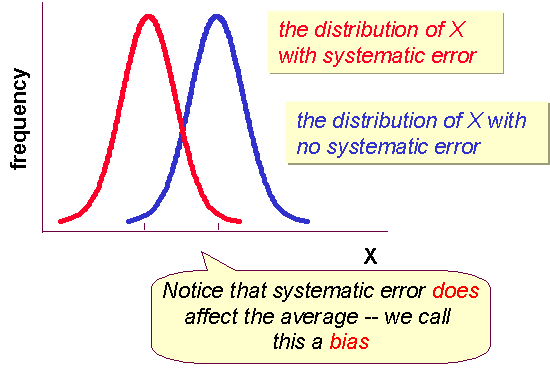 the distribution of X
with systematic error
frequency
the distribution of X with
no systematic error
X
Notice that systematic error does
affect the average -- we call
this a bias